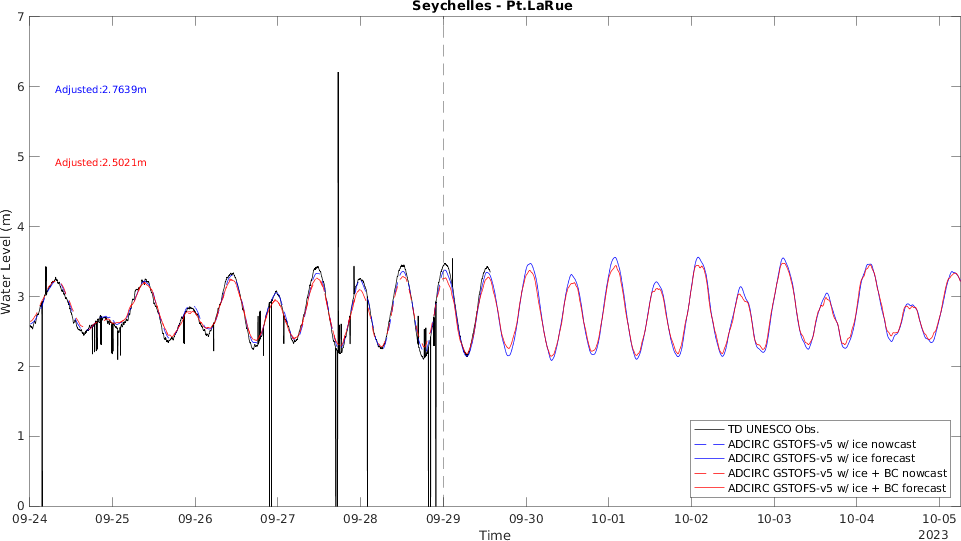 Seychelles - Pt.LaRue
7
6
5
4
3
2
1
0
Water Level (m)
Adjusted:2.7639m
Adjusted:2.5021m
TD UNESCO Obs.
ADCIRC GSTOFS-v5 w/ ice nowcast
ADCIRC GSTOFS-v5 w/ ice forecast
ADCIRC GSTOFS-v5 w/ ice + BC nowcast
ADCIRC GSTOFS-v5 w/ ice + BC forecast
09-24 09-25 09-26 09-27 09-28 09-29 09-30 10-01 10-02 10-03 10-04 10-05
Time
2023